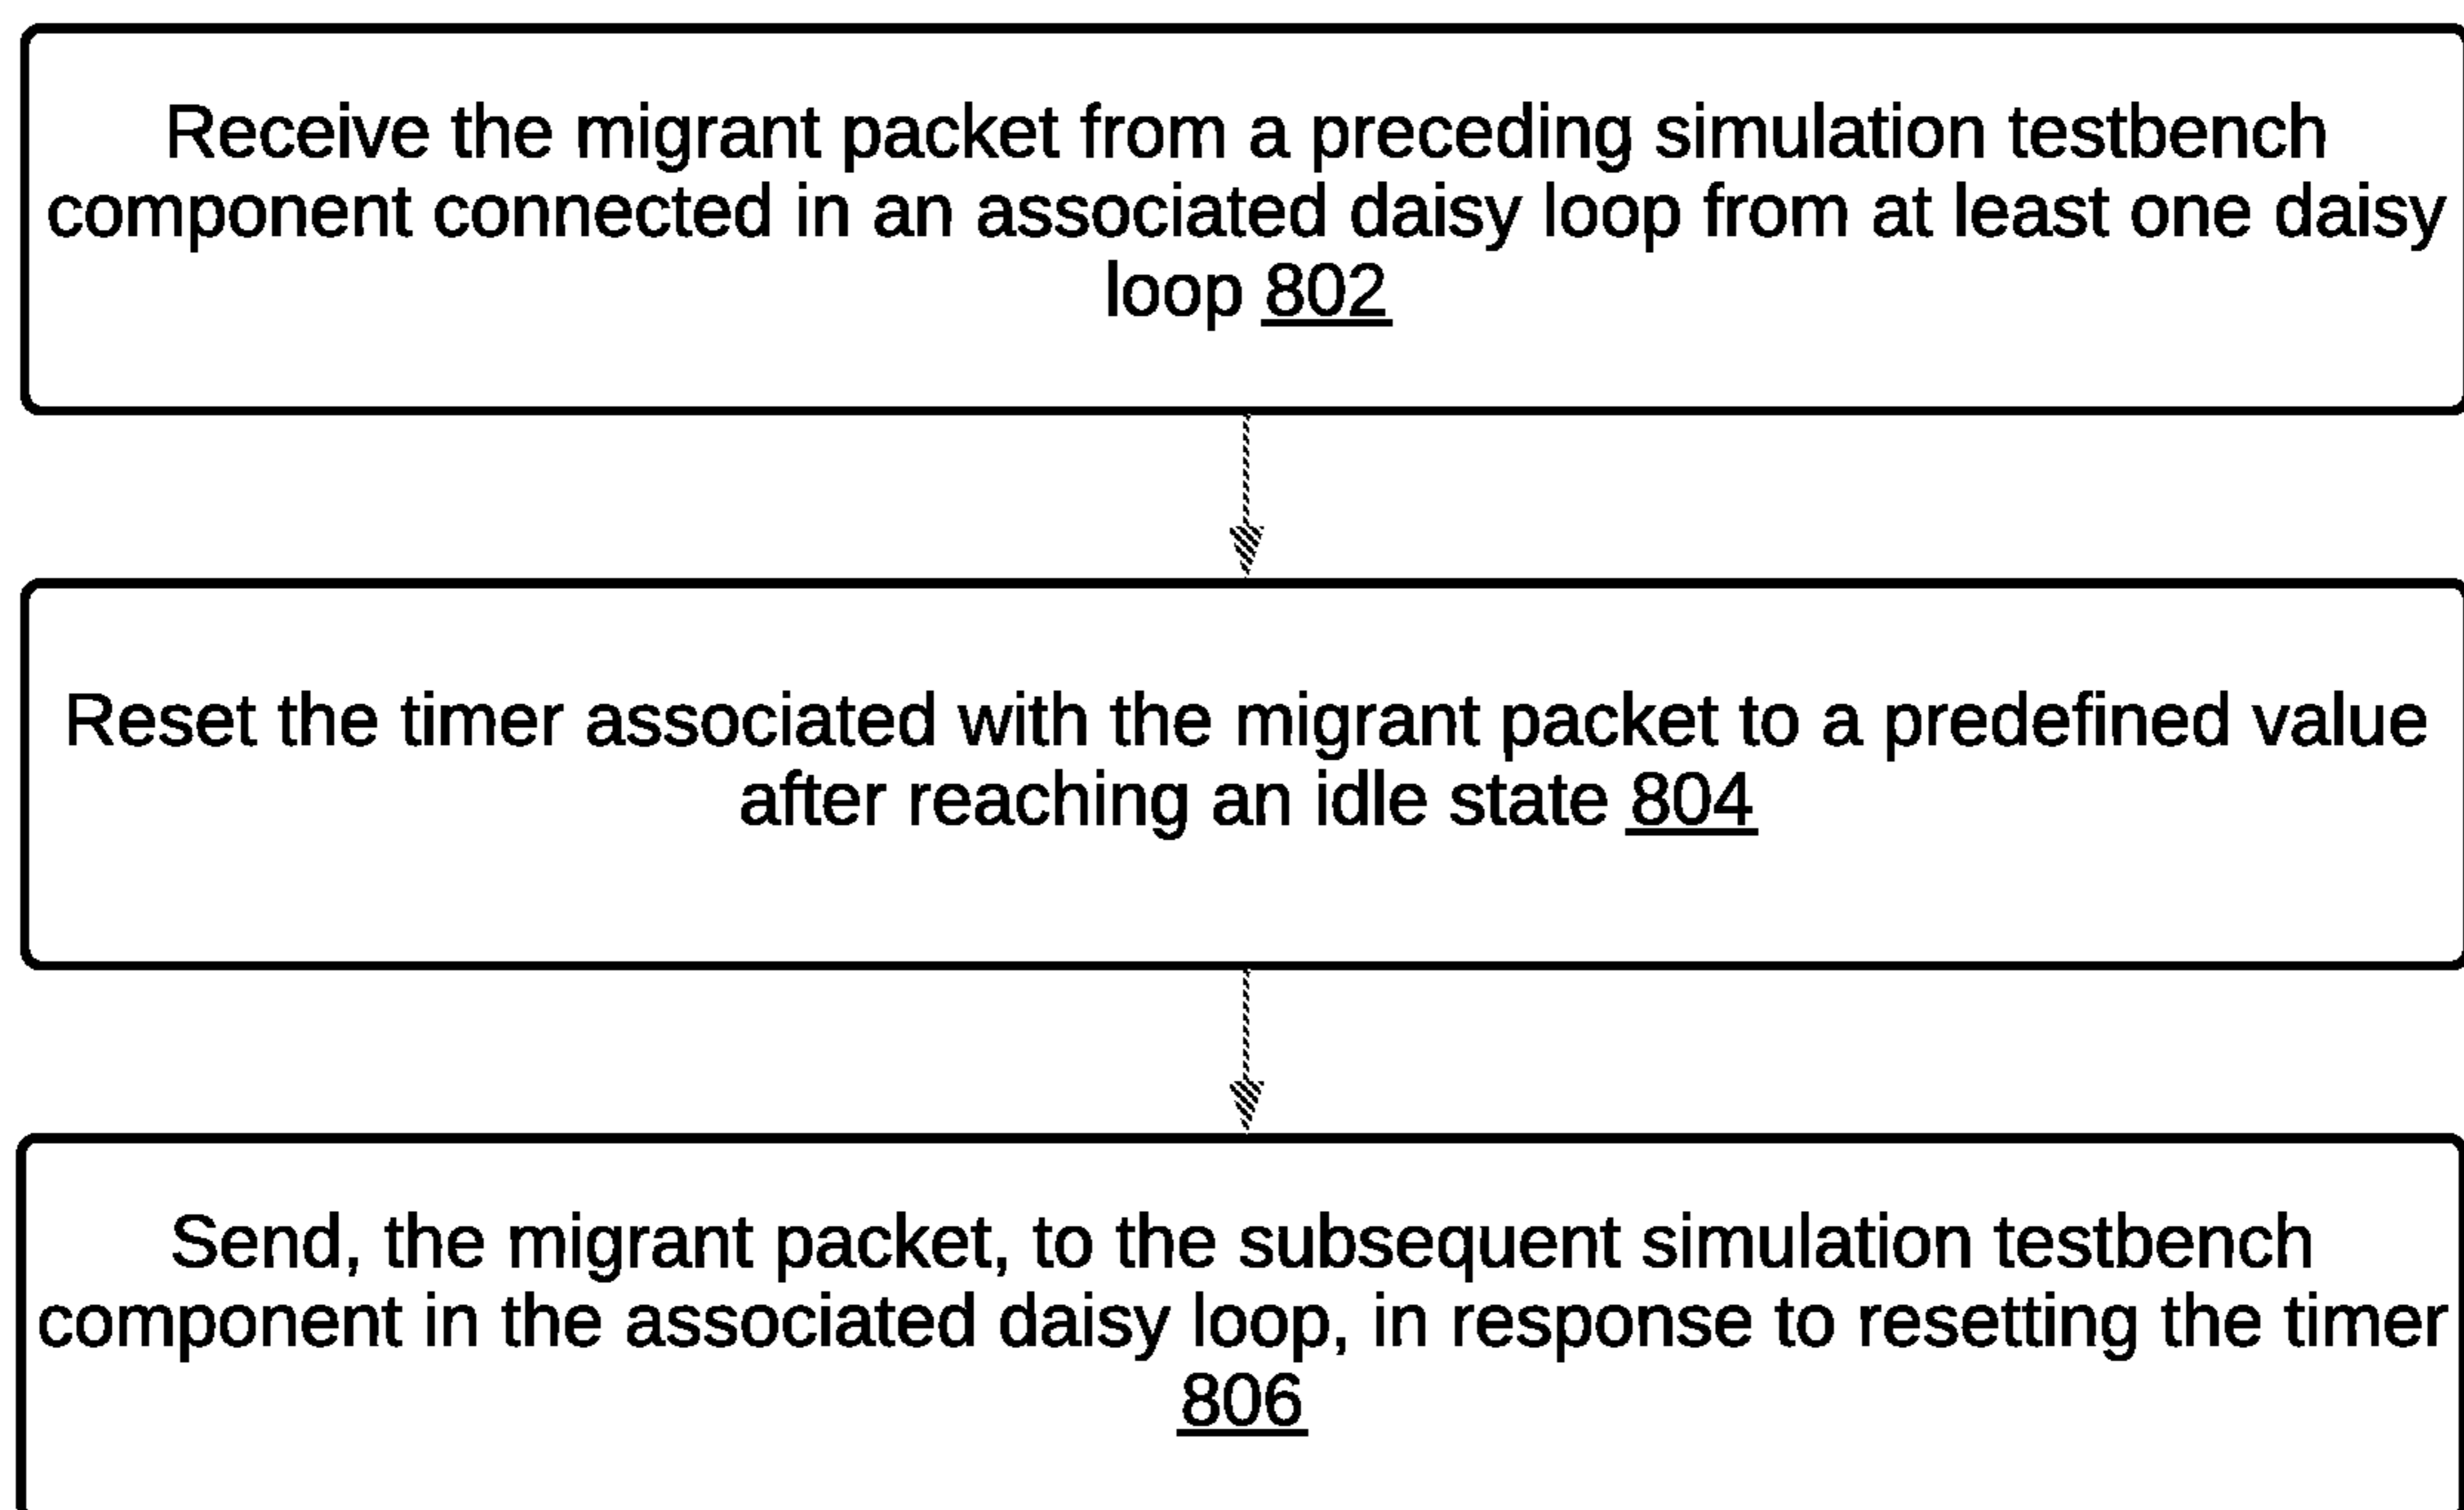 Receive the migrant packet from a preceding simulation testbench
component connected in an associated daisy loop from at least one daisy
loop 802
Reset the timer associated with the migrant packet to a predefined value
after reaching an idle state 804
Send, the migrant packet, to the subsequent simulation testbench
component in the associated daisy loop, in response to resetting the timer
806